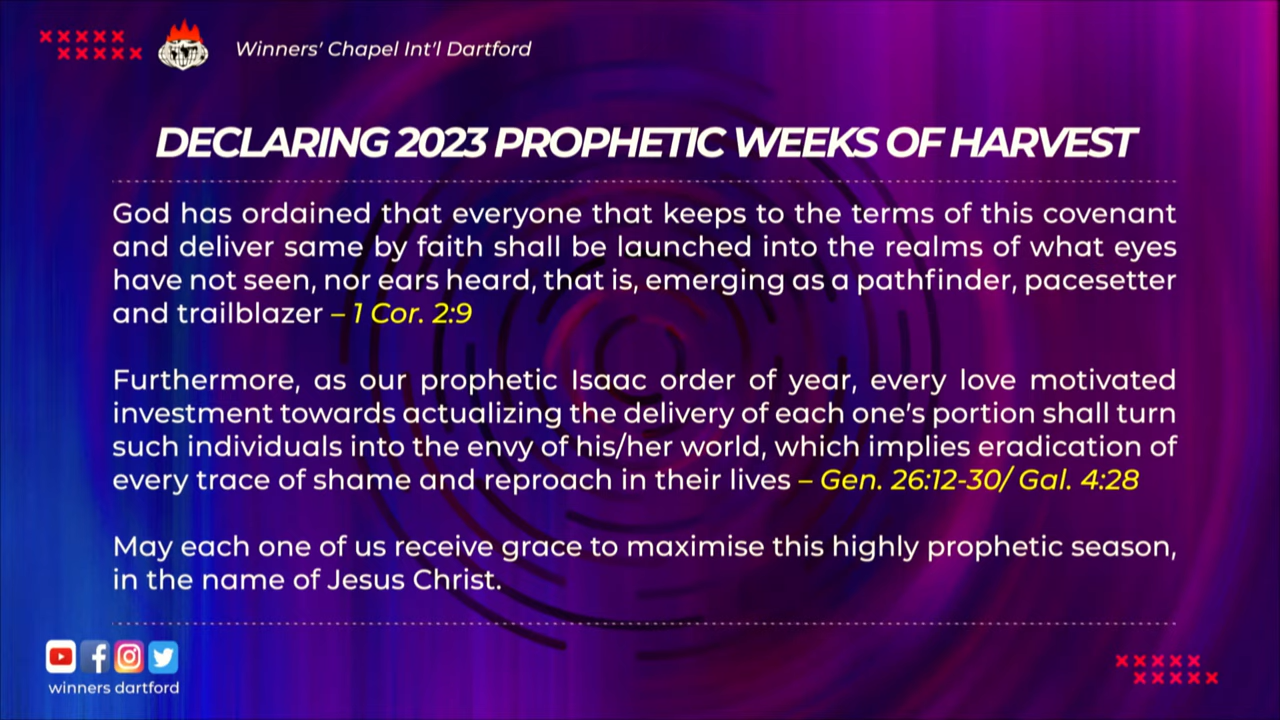 Winners' Chapel Int'l Dartford
DECLARING 2023 PROPHETIC WEEKS OF HARVEST
God has ordained that everyone that keeps to the terms of this covenant
and deliver same by faith shall be launched into the realms of what eyes
have not seen, nor ears heard, that is, emerging as a pathfinder, pacesetter
and trailblazer – 1 Cor. 2:9
Furthermore, as our prophetic Isaac order of year, every love motivated
investment towards actualizing the delivery of each one's portion shall turn
such individuals into the envy of his/her world, which implies eradication of
every trace of shame and reproach in their lives – Gen. 26:12-30/ Gal. 4:28
May each one of us receive grace to maximise this highly prophetic season,
in the name of Jesus Christ.
winners dartford